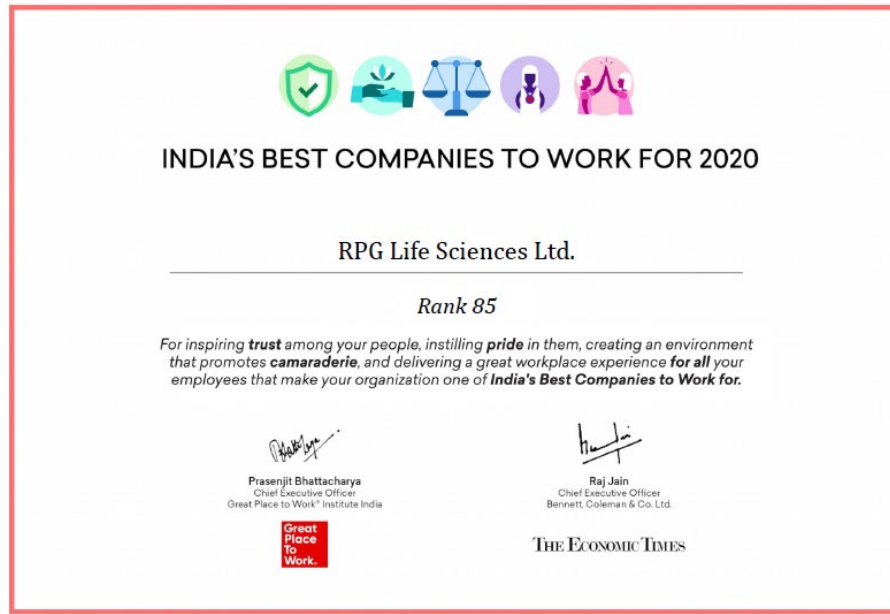 INDIA'S BEST COMPANIES TO WORK FOR 2020
RPG Life Sciences Ltd.
Rank 85
For inspiring trust among your people, instilling pride in them, creating an environment
that promotes camaraderie, and delivering a great workplace experience for all your
employees that make your organization one of India's Best Companies to Work for.
Prasenjit Bhattacharya
Chief Executive Officer
Great Place to Work® Institute India
Great
Place
To
Work.
Raj Jain
Chief Executive Officer
Bennett, Coleman & Co. Ltd.
THE ECONOMIC TIMES